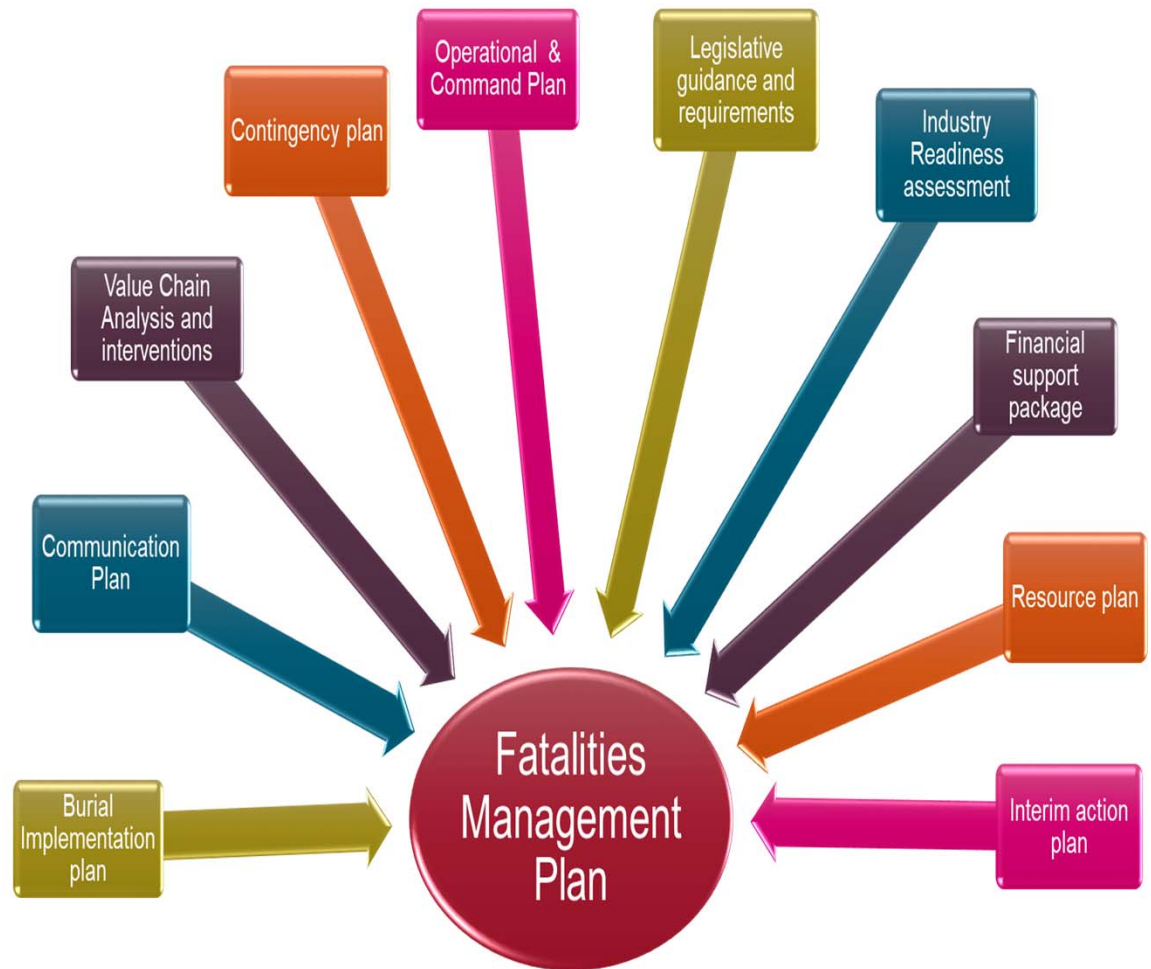 Operational &
Command Plan
Legislative
guidance and
requirements
Contingency plan
Industry
Readiness
assessment
Value Chain
Analysis and
interventions
Financial
support
package
Communication
Plan
Resource plan
Fatalities
Management
Plan
Burial
Implementation
plan
Interim action
plan